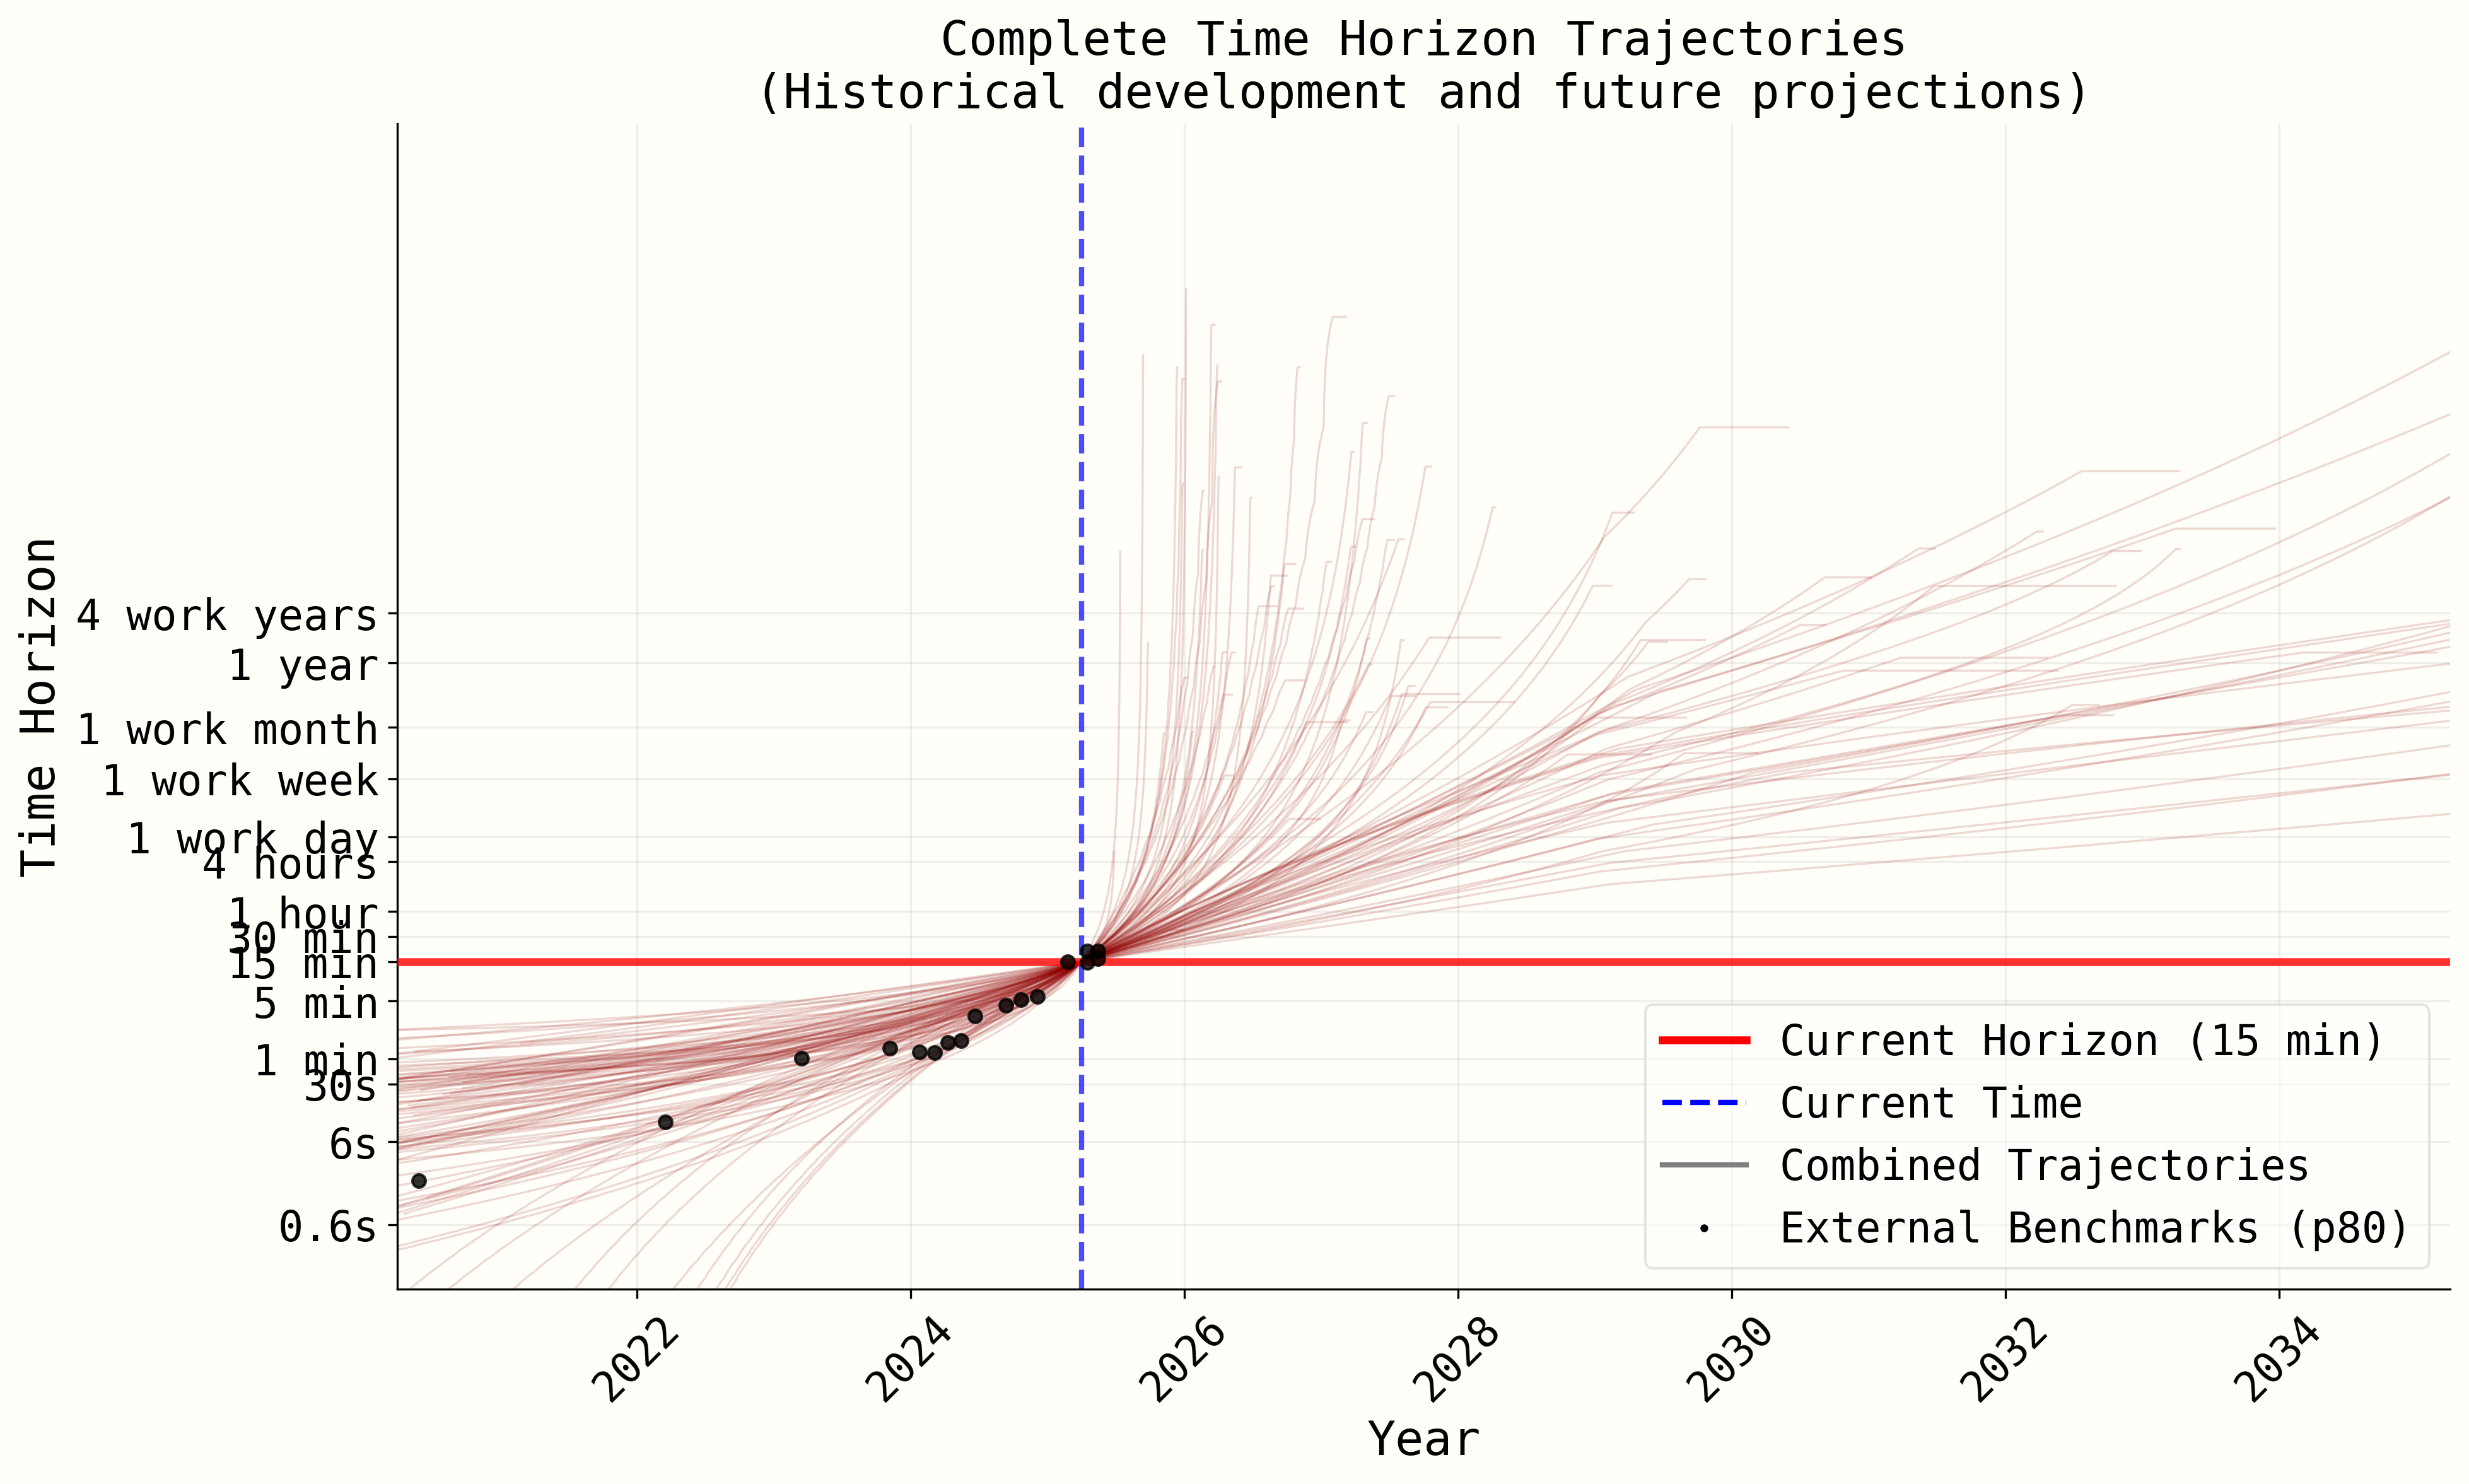 Complete Time Horizon Trajectories
(Historical development and future projections)
Time Horizon
4 work years
1 year
1 work month
1 work week
1 work day
4 hours
1 hour
30 min
15 min
5 min
1 min
30s
6s
0.6s
Current Horizon (15 min)
Current Time
Combined Trajectories
External Benchmarks (p80)
2022
2024
2026
2028
2030
2032
2034
Year